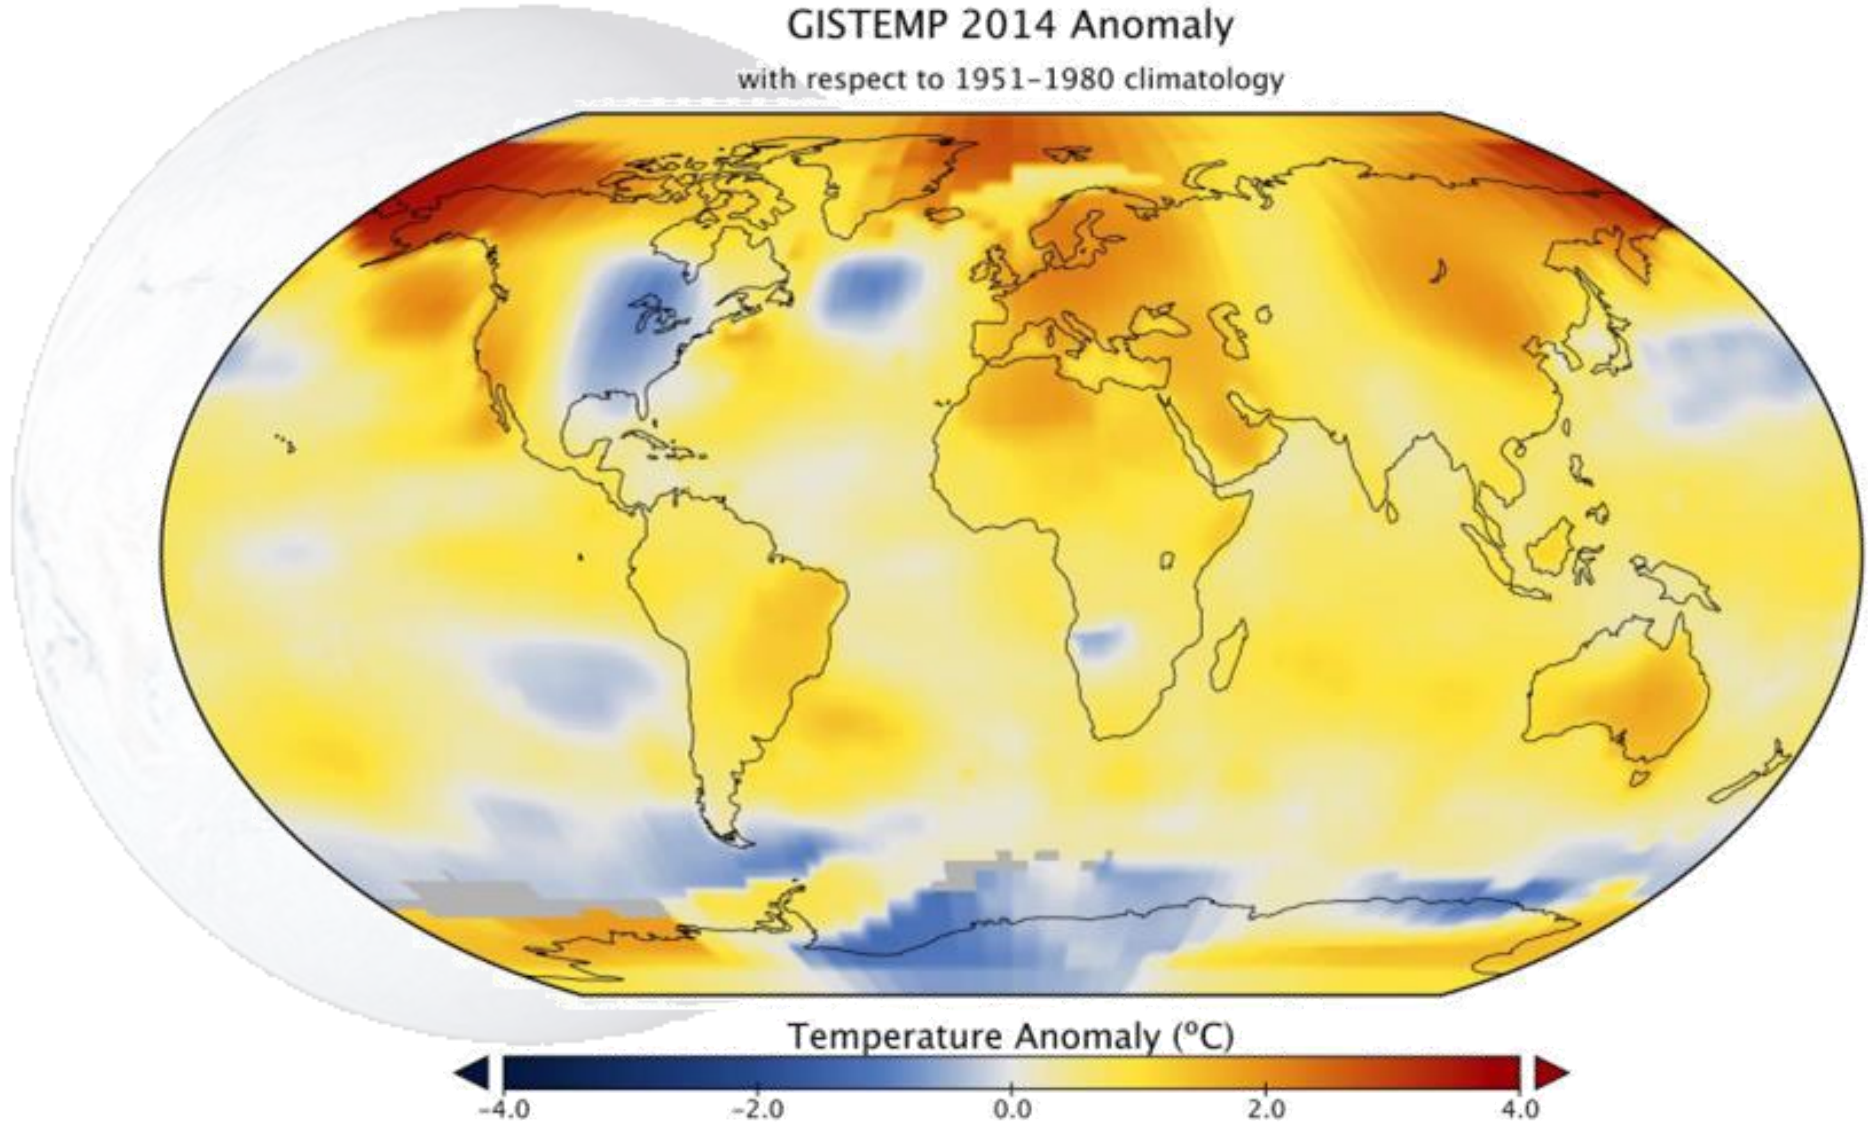 GISTEMP 2014 Anomaly
with respect to 1951-1980 climatology
Temperature Anomaly (ºC)
-4.0 -2.0 0.0 2.0 4.0